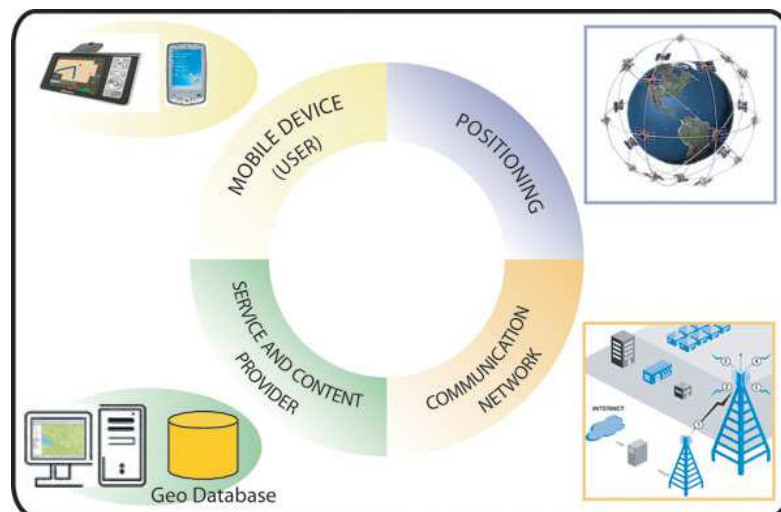 MOBILE DEVICE
(USER)
POSITIONING
SERVICE AND CONTENT
PROVIDER
COMMUNICATION
NETWORK
INTERNET
Geo Database